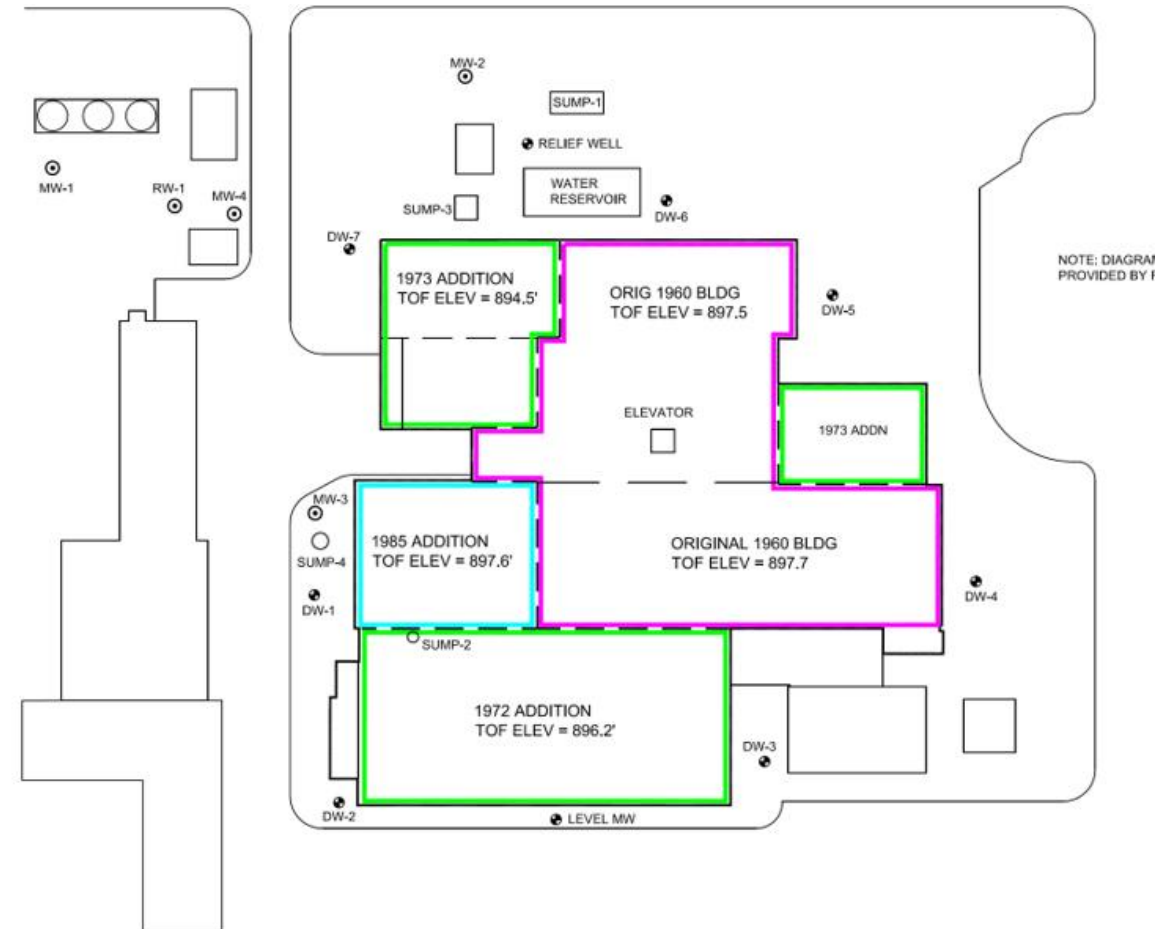 MW-2
SUMP-1
RELIEF WELL
MW-1
RW-1
MW-4
WATER
RESERVOIR
SUMP-3
DW-6
DW-7
NOTE: DIAGRAM
PROVIDED BY
1973 ADDITION
TOF ELEV = 894.5'
ORIG 1960 BLDG
TOF ELEV = 897.5
DW-5
ELEVATOR
1973 ADDN
MW-3
SUMP-4
1985 ADDITION
TOF ELEV = 897.6'
ORIGINAL 1960 BLDG
TOF ELEV = 897.7
DW-1
DW-4
SUMP-2
1972 ADDITION
TOF ELEV = 896.2'
DW-3
DW-2
LEVEL MW